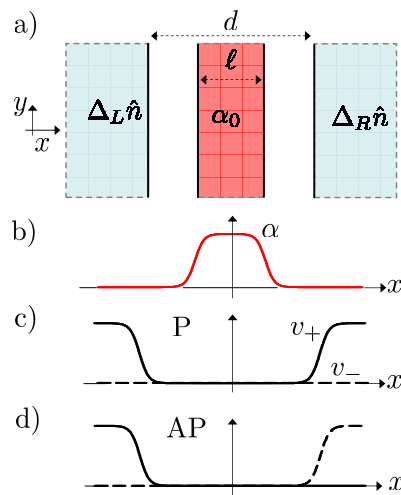 a)
d
ℓ
Δ_L n̂
α_0
Δ_R n̂
y
x
b)
α
x
c)
P
v_+
v_-
x
d)
AP
x